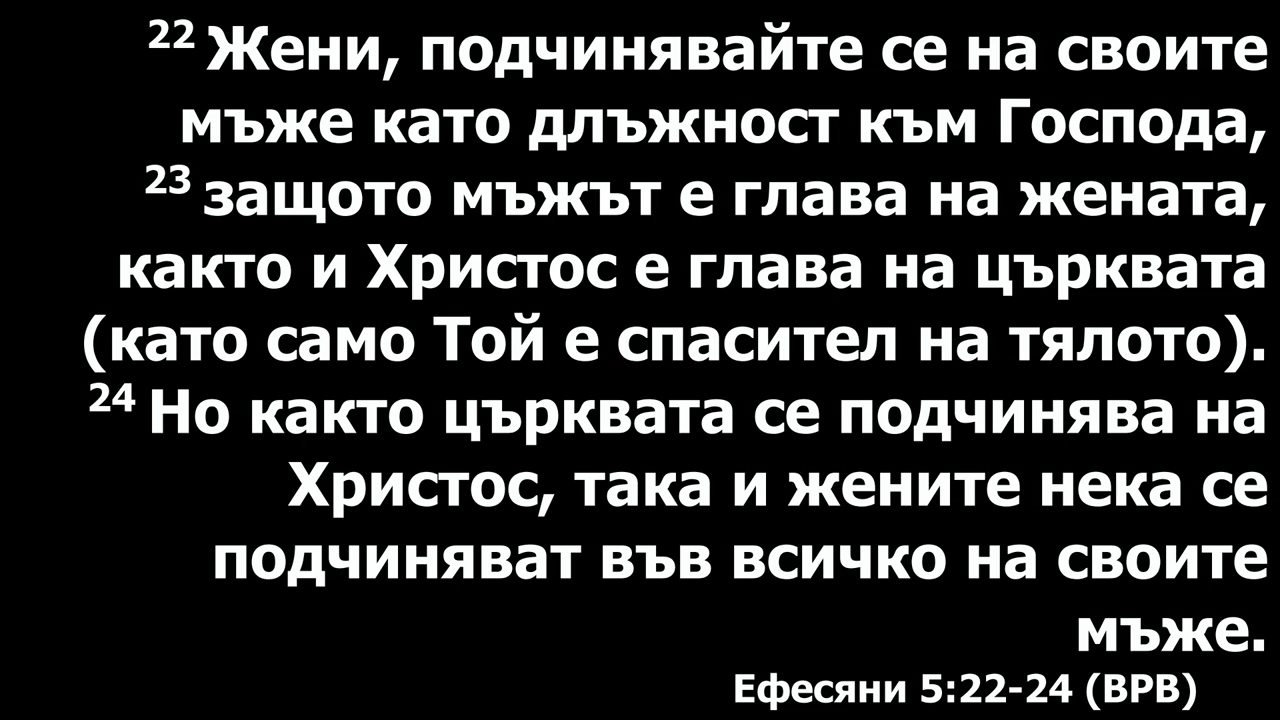 22 Жени, подчинявайте се на своите
мъже като длъжност към Господа,
23 защото мъжът е глава на жената,
както и Христос е глава на църквата
(като само Той е спасител на тялото).
24 Но както църквата се подчинява на
Христос, така и жените нека се
подчиняват във всичко на своите
мъже.
Ефесяни 5:22-24 (ВРВ)